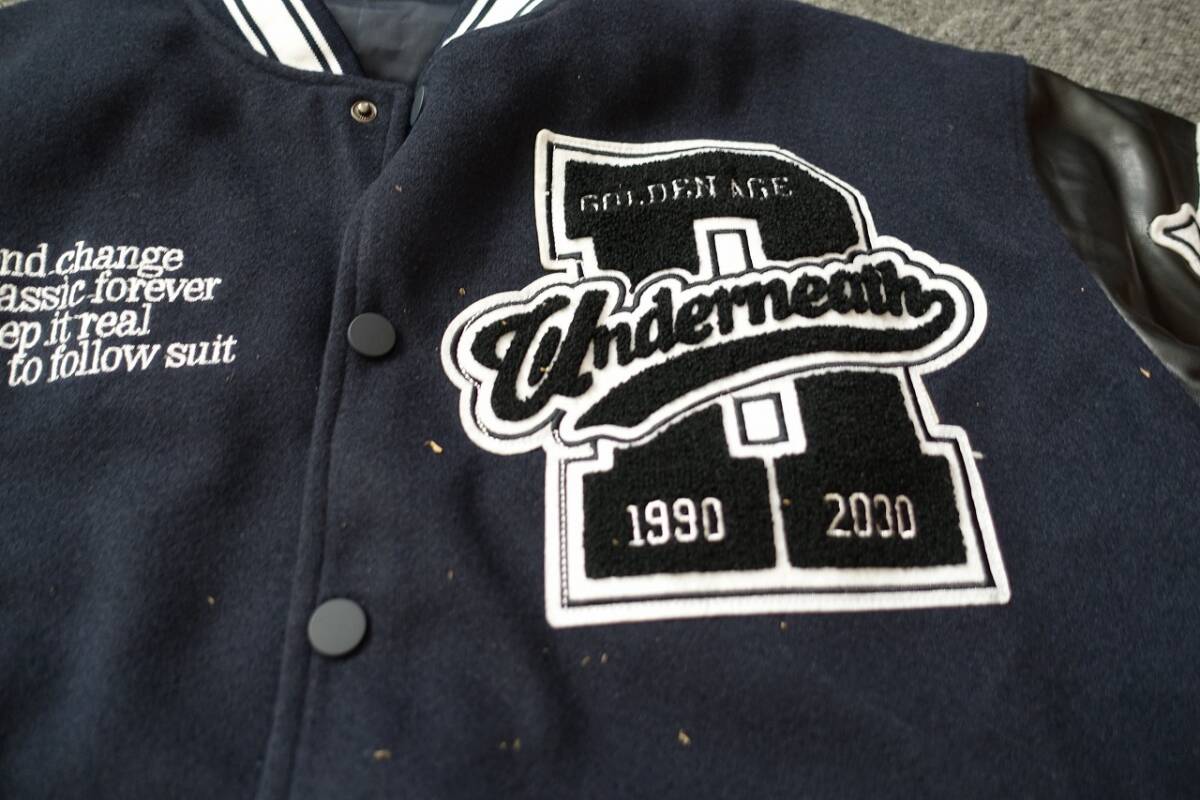 nd change
assic forever
ep it real
to follow suit
GOLDEN AGE
R
Underneath
1990 2030